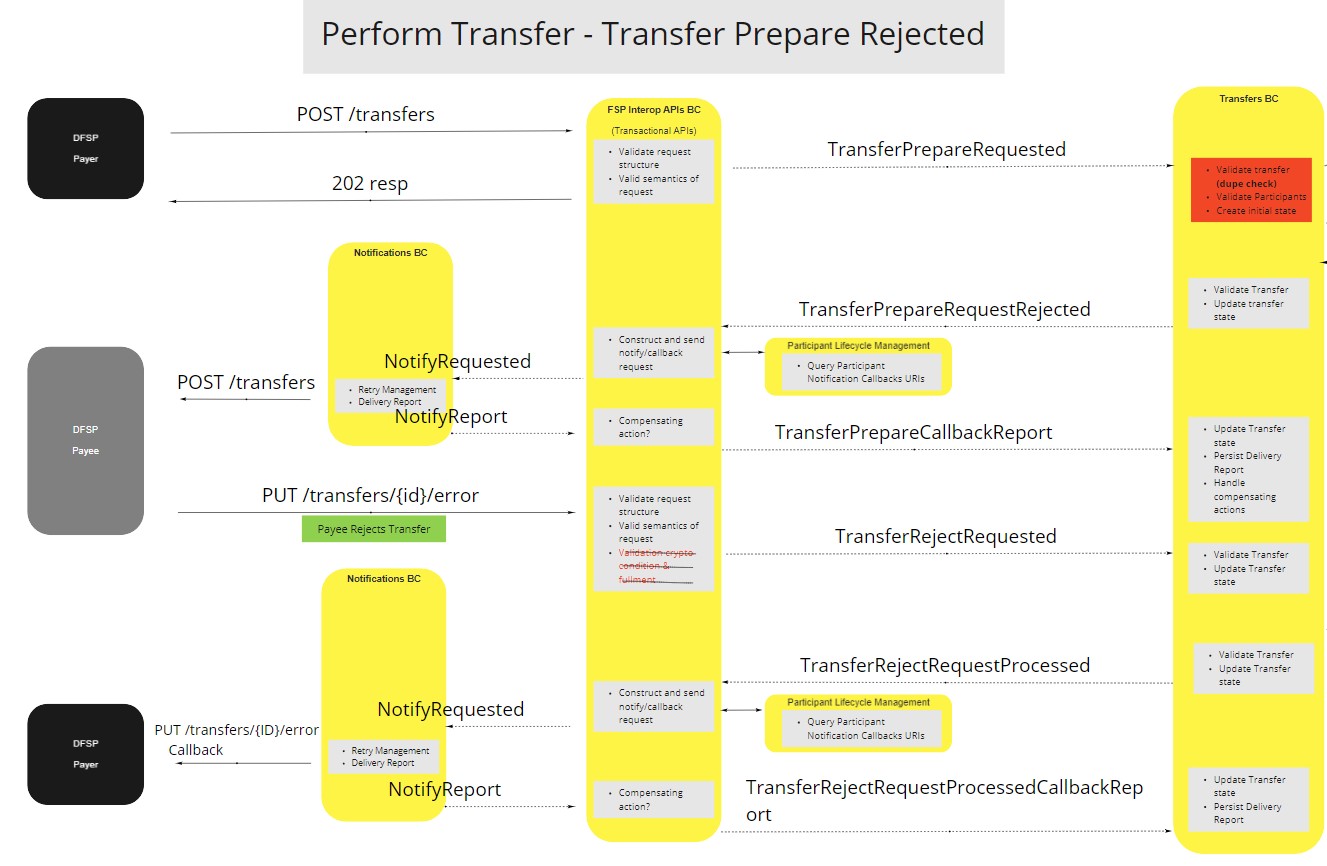 Perform Transfer - Transfer Prepare Rejected
DFSP
Payer
POST /transfers
202 resp
FSP Interop APIs BC
(Transactional APIs)
• Validate request
structure
• Valid semantics of
request
TransferPrepareRequested
Transfers BC
• Validate transfer
(dupe check)
• Validate Participants
• Create initial state
Notifications BC
• Validate Transfer
• Update transfer
state
TransferPrepareRequestRejected
• Construct and send
notify/callback
request
Participant Lifecycle Management
• Query Participant
Notification Callbacks URIs
NotifyRequested
POST /transfers
• Retry Management
• Delivery Report
NotifyReport
• Compensating
action?
TransferPrepareCallbackReport
• Update Transfer
state
• Persist Delivery
Report
• Handle
compensating
actions
DFSP
Payee
PUT /transfers/{id}/error
Payee Rejects Transfer
• Validate request
structure
• Valid semantics of
request
• Validation crypto
condition &
fullment
TransferRejectRequested
• Validate Transfer
• Update Transfer
state
Notifications BC
• Validate Transfer
• Update Transfer
state
TransferRejectRequestProcessed
• Construct and send
notify/callback
request
Participant Lifecycle Management
• Query Participant
Notification Callbacks URIs
NotifyRequested
DFSP
Payer
PUT /transfers/{ID}/error
Callback
• Retry Management
• Delivery Report
NotifyReport
• Compensating
action?
TransferRejectRequestProcessedCallbackRep
ort
• Update Transfer
state
• Persist Delivery
Report